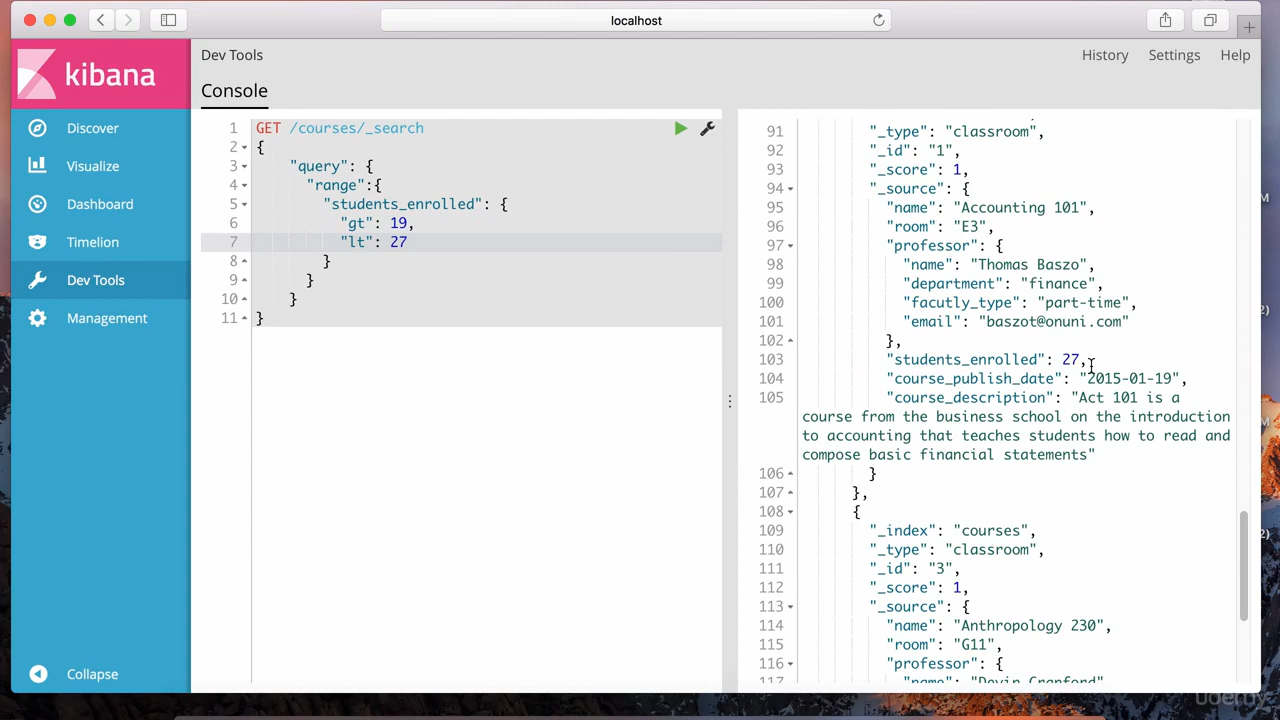 localhost
kibana
Dev Tools
History
Settings
Help
Console
Discover
Visualize
Dashboard
Timelion
Dev Tools
Management
Collapse
1 GET /courses/_search
2 {
3 "query": {
4 "range":{
5 "students_enrolled": {
6 "gt": 19,
7 "lt": 27
8 }
9 }
10 }
11 }
91 "_type": "classroom",
92 "_id": "1",
93 "_score": 1,
94 "_source": {
95 "name": "Accounting 101",
96 "room": "E3",
97 "professor": {
98 "name": "Thomas Baszo",
99 "department": "finance",
100 "facutly_type": "part-time",
101 "email": "baszot@onuni.com"
102 },
103 "students_enrolled": 27,
104 "course_publish_date": "2015-01-19",
105 "course_description": "Act 101 is a
course from the business school on the introduction
to accounting that teaches students how to read and
compose basic financial statements"
106 }
107 },
108 {
109 "_index": "courses",
110 "_type": "classroom",
111 "_id": "3",
112 "_score": 1,
113 "_source": {
114 "name": "Anthropology 230",
115 "room": "G11",
116 "professor": {
117 "name": "Devin Cranford"
udemy